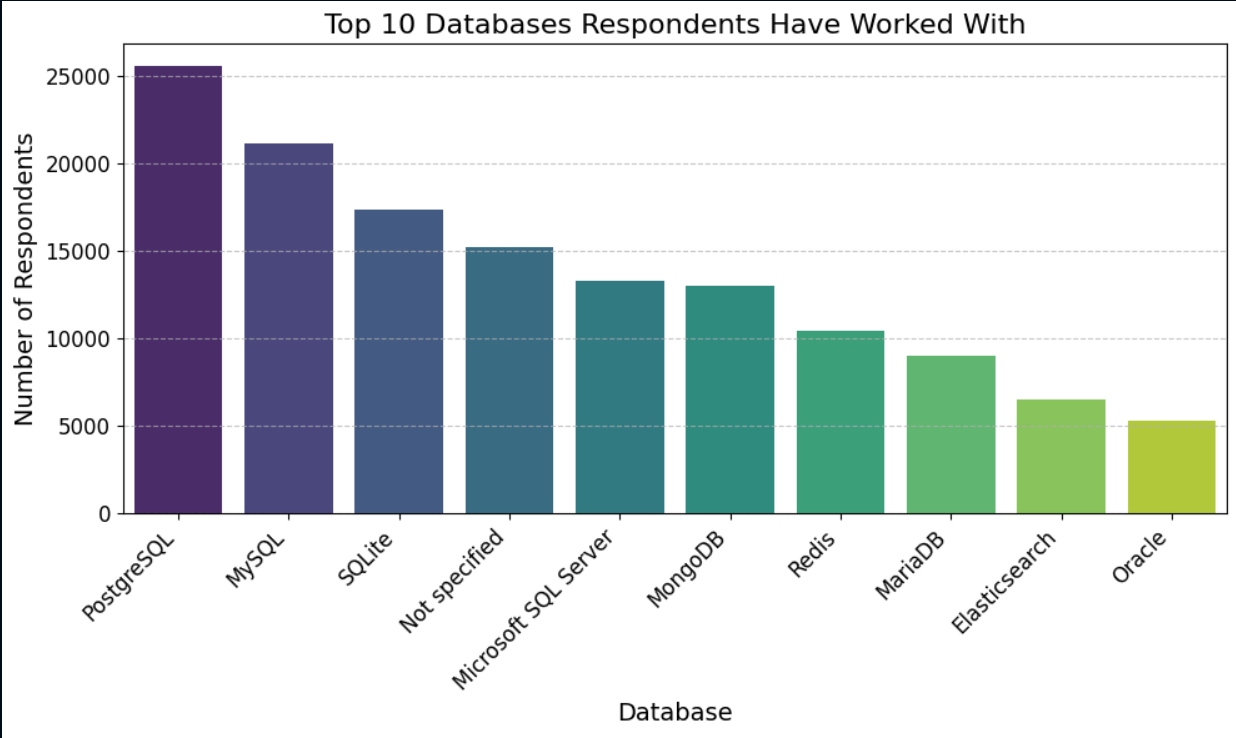 Top 10 Databases Respondents Have Worked With
Number of Respondents
25000
20000
15000
10000
5000
0
PostgreSQL
MySQL
SQLite
Not specified
Microsoft SQL Server
MongoDB
Redis
MariaDB
Elasticsearch
Oracle
Database